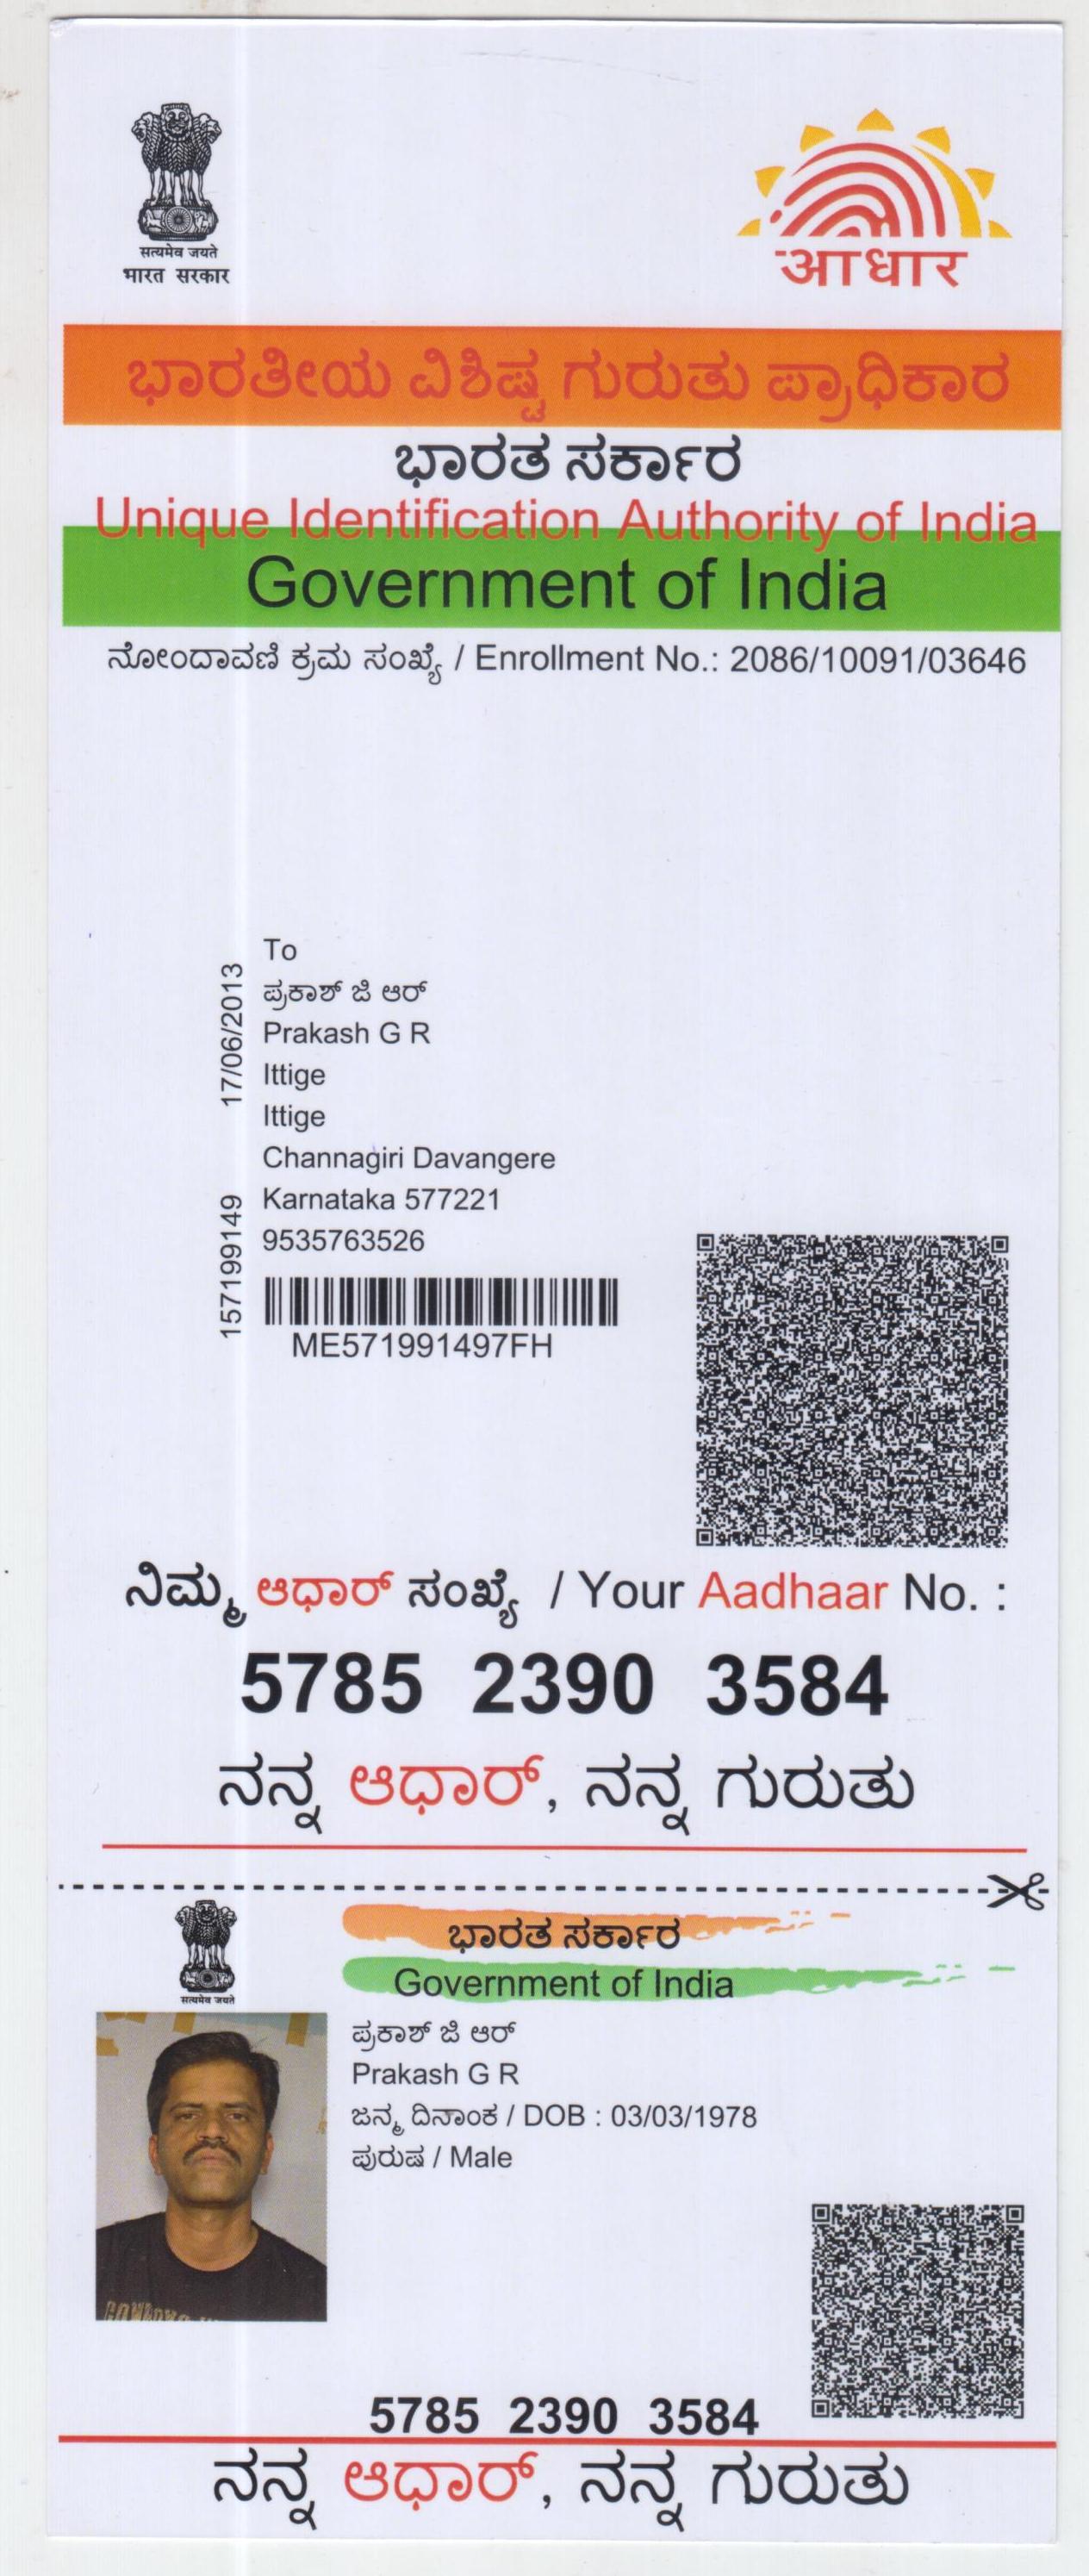 सत्यमेव जयते
भारत सरकार
आधार
ಭಾರತೀಯ ವಿಶಿಷ್ಟ ಗುರುತು ಪ್ರಾಧಿಕಾರ
ಭಾರತ ಸರ್ಕಾರ
Unique Identification Authority of India
Government of India
ನೋಂದಾವಣಿ ಕ್ರಮ ಸಂಖ್ಯೆ / Enrollment No.: 2086/10091/03646
17/06/2013
157199149
To
ಪ್ರಕಾಶ್ ಜಿ ಆರ್
Prakash G R
Ittige
Ittige
Channagiri Davangere
Karnataka 577221
9535763526
ME571991497FH
ನಿಮ್ಮ ಆಧಾರ್ ಸಂಖ್ಯೆ / Your Aadhaar No. :
5785 2390 3584
ನನ್ನ ಆಧಾರ್, ನನ್ನ ಗುರುತು
ಭಾರತ ಸರ್ಕಾರ
Government of India
सत्यमेव जयते
ಪ್ರಕಾಶ್ ಜಿ ಆರ್
Prakash G R
ಜನ್ಮ ದಿನಾಂಕ / DOB : 03/03/1978
ಪುರುಷ / Male
5785 2390 3584
ನನ್ನ ಆಧಾರ್, ನನ್ನ ಗುರುತು